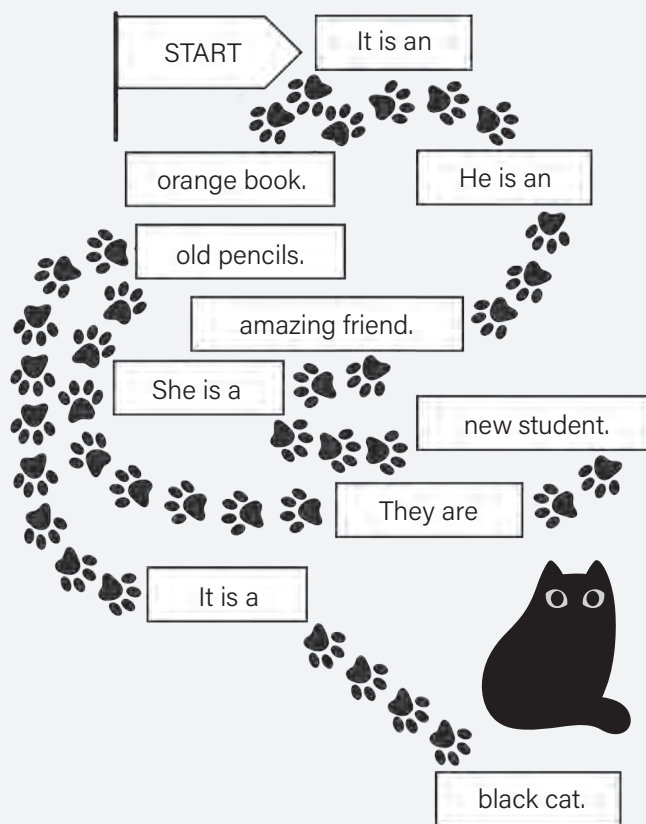 START
It is an
orange book.
He is an
old pencils.
amazing friend.
She is a
new student.
They are
It is a
black cat.